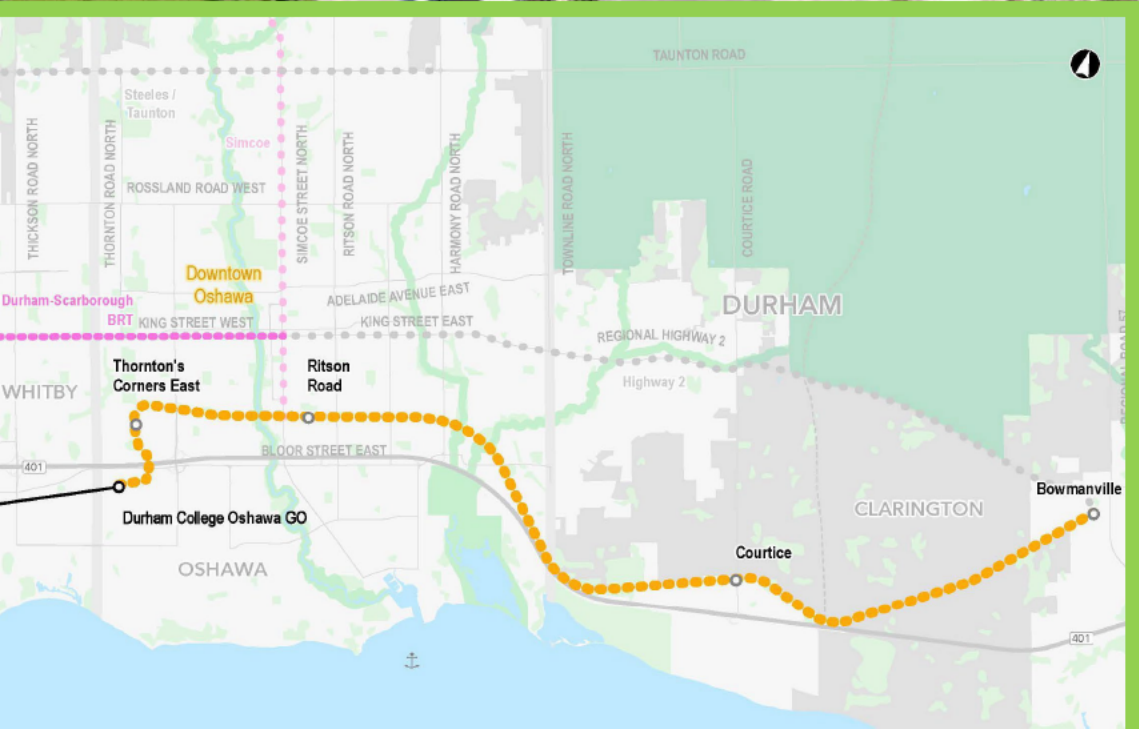 TAUNTON ROAD
Steeles /
Taunton
Simcoe
THICKSON ROAD NORTH
THORNTON ROAD NORTH
ROSSLAND ROAD WEST
SIMCOE STREET NORTH
RITSON ROAD NORTH
HARMONY ROAD NORTH
TOWNLINE ROAD NORTH
COURTICE ROAD
Downtown
Oshawa
Durham-Scarborough
BRT
KING STREET WEST
ADELAIDE AVENUE EAST
KING STREET EAST
DURHAM
REGIONAL HIGHWAY 2
Highway 2
REGIONAL ROAD 57
WHITBY
Thornton's
Corners East
Ritson
Road
BLOOR STREET EAST
401
Durham College Oshawa GO
OSHAWA
Bowmanville
CLARINGTON
Courtice
401